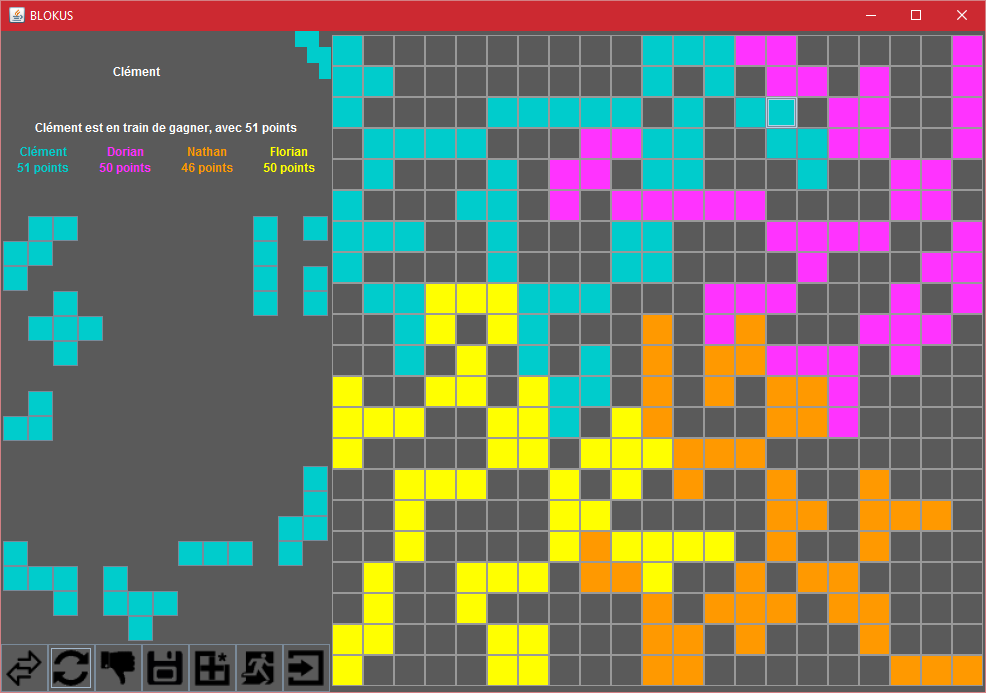 BLOKUS
Clément
Clément est en train de gagner, avec 51 points
Clément Dorian Nathan Florian
51 points 50 points 46 points 50 points